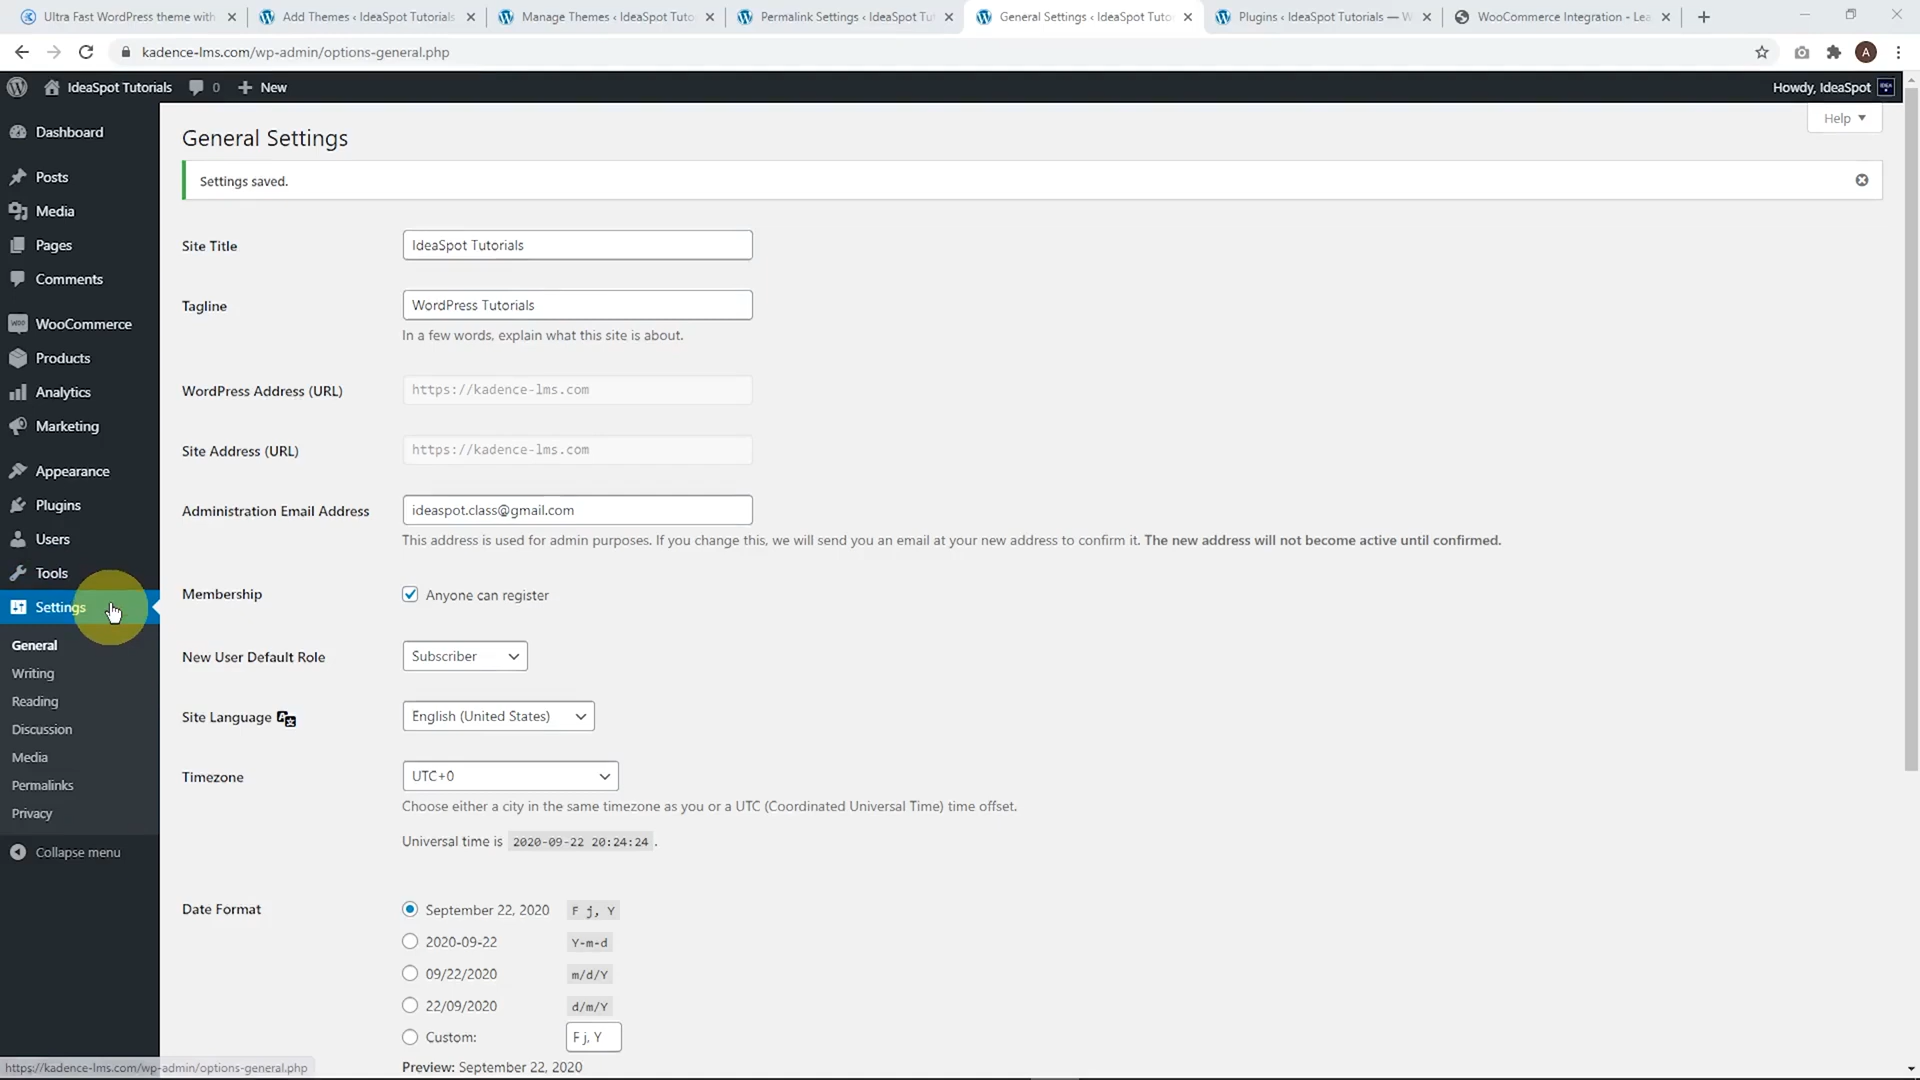 Ultra Fast WordPress theme with
Add Themes ‹ IdeaSpot Tutorials
Manage Themes ‹ IdeaSpot Tuto
Permalink Settings ‹ IdeaSpot Tu
General Settings ‹ IdeaSpot Tuto
Plugins ‹ IdeaSpot Tutorials — W
WooCommerce Integration - Lea
kadence-lms.com/wp-admin/options-general.php
A
IdeaSpot Tutorials
0
New
Howdy, IdeaSpot
Help
Dashboard
Posts
Media
Pages
Comments
WooCommerce
Products
Analytics
Marketing
Appearance
Plugins
Users
Tools
Settings
General
Writing
Reading
Discussion
Media
Permalinks
Privacy
Collapse menu
General Settings
Settings saved.
Site Title
IdeaSpot Tutorials
Tagline
WordPress Tutorials
In a few words, explain what this site is about.
WordPress Address (URL)
https://kadence-lms.com
Site Address (URL)
https://kadence-lms.com
Administration Email Address
ideaspot.class@gmail.com
This address is used for admin purposes. If you change this, we will send you an email at your new address to confirm it. The new address will not become active until confirmed.
Membership
Anyone can register
New User Default Role
Subscriber
Site Language
English (United States)
Timezone
UTC+0
Choose either a city in the same timezone as you or a UTC (Coordinated Universal Time) time offset.
Universal time is 2020-09-22 20:24:24 .
Date Format
September 22, 2020 F j, Y
2020-09-22 Y-m-d
09/22/2020 m/d/Y
22/09/2020 d/m/Y
Custom: F j, Y
Preview: September 22, 2020
https://kadence-lms.com/wp-admin/options-general.php